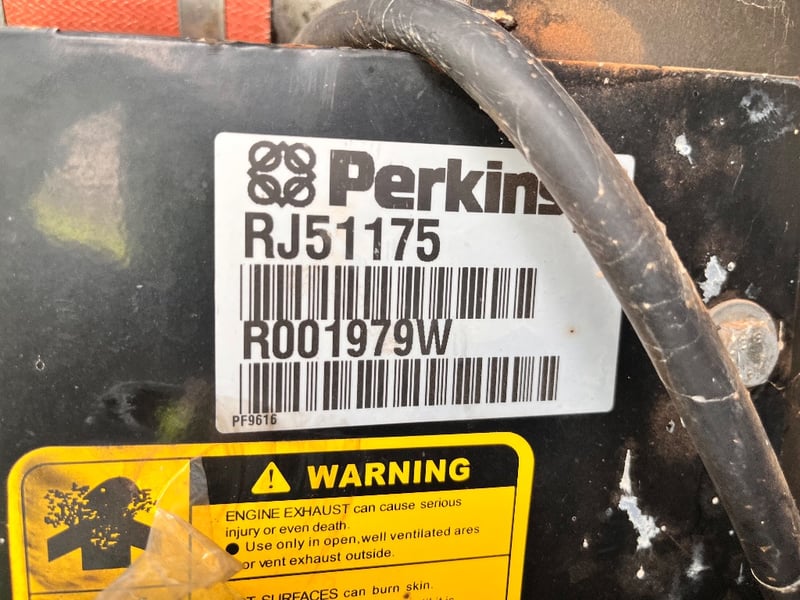 Perkins
RJ51175
R001979W
PF9616
WARNING
ENGINE EXHAUST can cause serious
injury or even death.
● Use only in open,well ventilated ares
or vent exhaust outside.
SURFACES can burn skin.